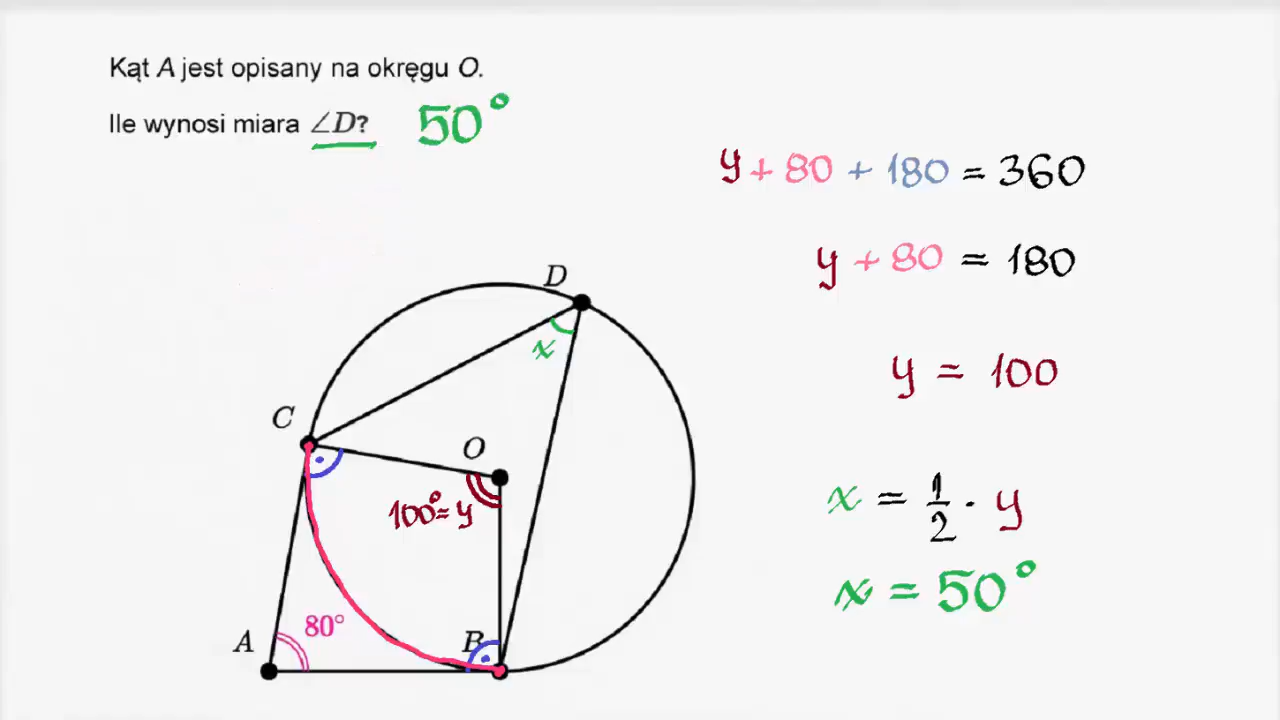 Kąt A jest opisany na okręgu O.
Ile wynosi miara ∠D? 50°
y + 80 + 180 = 360
y + 80 = 180
y = 100
x = 1/2 · y
x = 50°
D
x
C
O
100° = y
80°
A
B